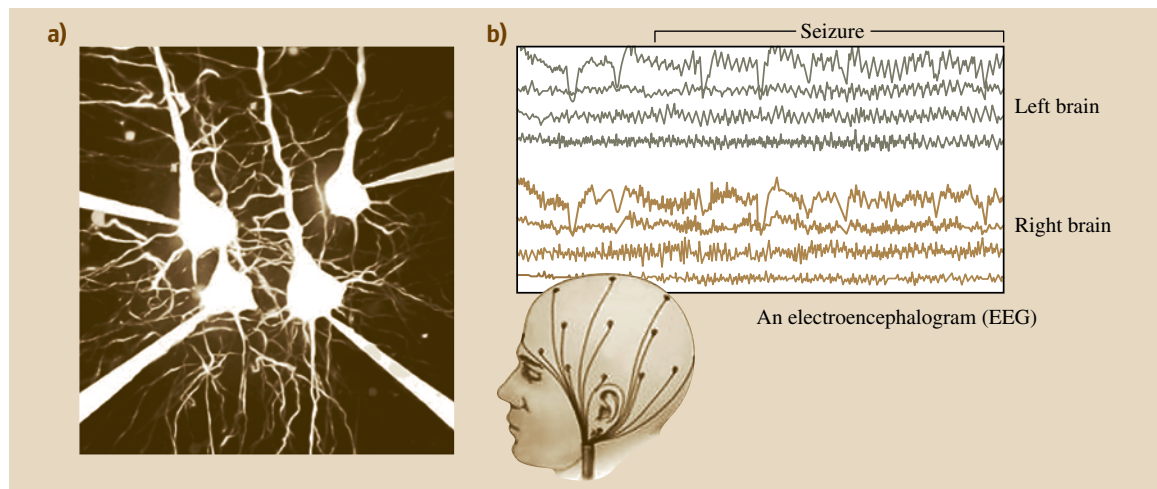 a)
b)
Seizure
Left brain
Right brain
An electroencephalogram (EEG)